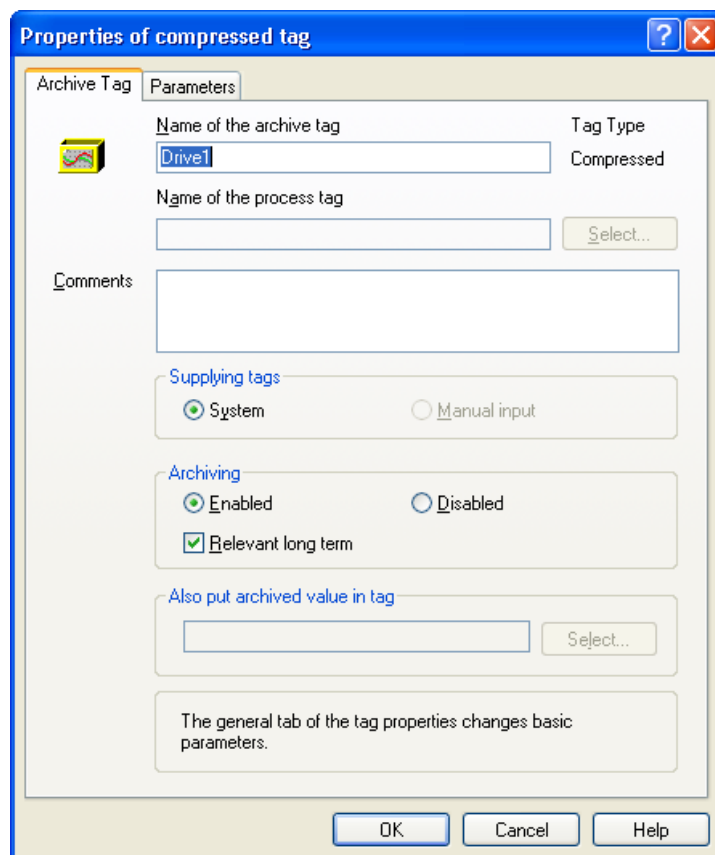 Properties of compressed tag
Archive Tag Parameters
Name of the archive tag Tag Type
Drive1 Compressed
Name of the process tag
Select...
Comments
Supplying tags
System Manual input
Archiving
Enabled Disabled
Relevant long term
Also put archived value in tag
Select...
The general tab of the tag properties changes basic
parameters.
OK Cancel Help